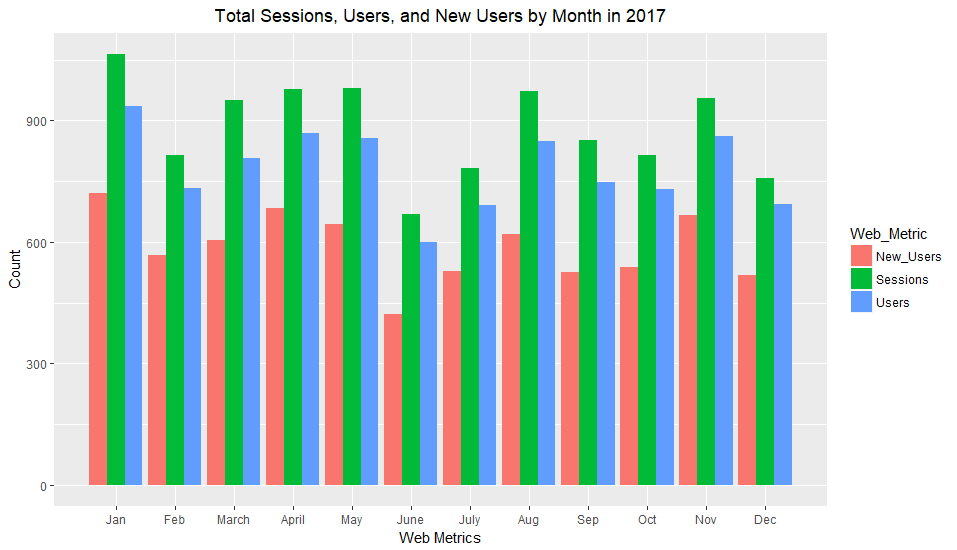 Total Sessions, Users, and New Users by Month in 2017
Count
900
600
300
0
Jan Feb March April May June July Aug Sep Oct Nov Dec
Web Metrics
Web_Metric
New_Users
Sessions
Users